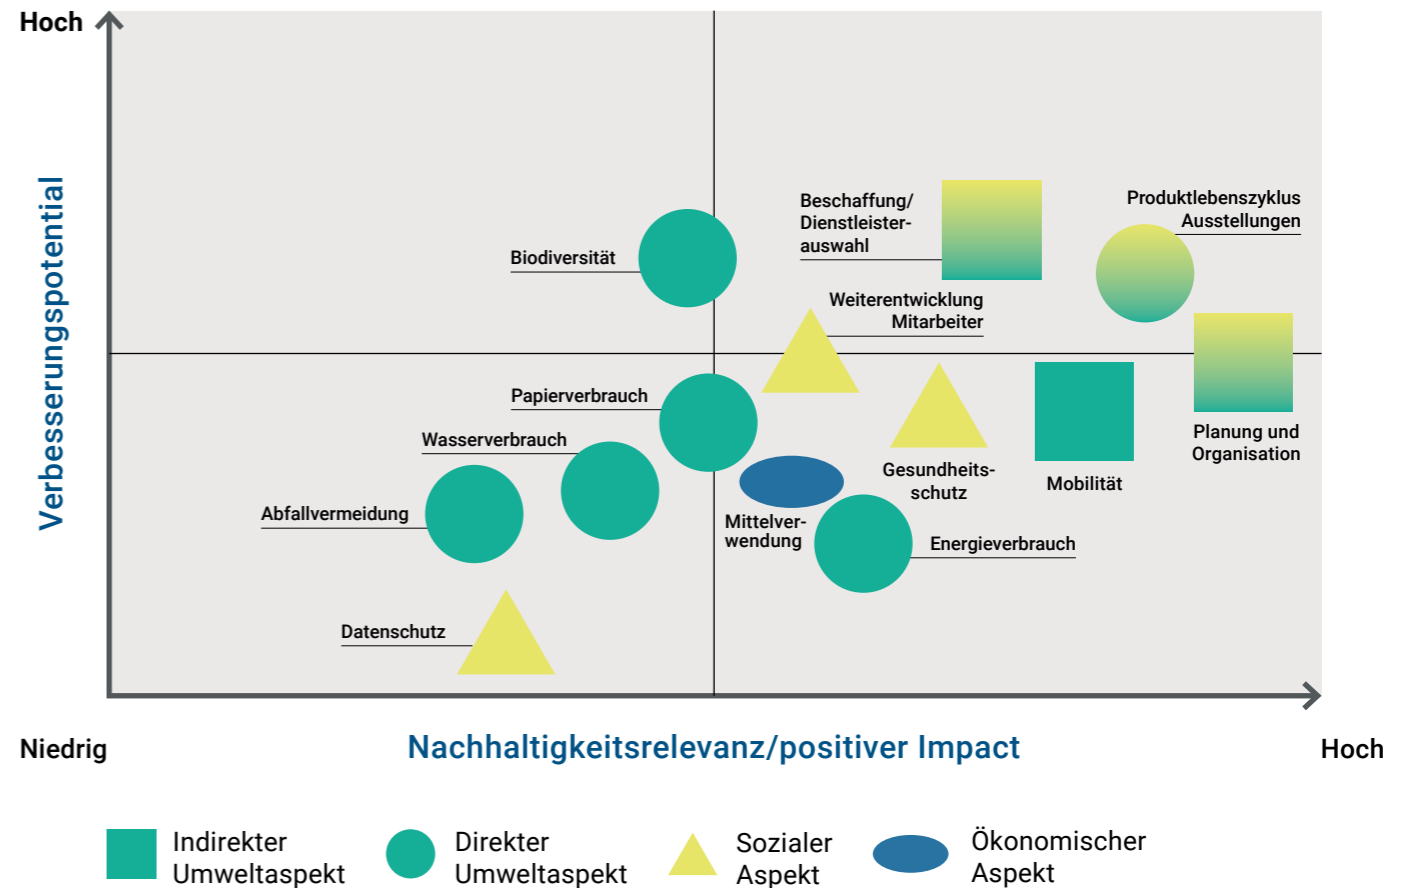 Hoch
Verbesserungspotential
Beschaffung/
Dienstleister-
auswahl
Produktlebenszyklus
Ausstellungen
Biodiversität
Weiterentwicklung
Mitarbeiter
Papierverbrauch
Wasserverbrauch
Planung und
Organisation
Gesundheits-
schutz
Mobilität
Abfallvermeidung
Mittelver-
wendung
Energieverbrauch
Datenschutz
Niedrig
Nachhaltigkeitsrelevanz/positiver Impact
Hoch
Indirekter
Umweltaspekt
Direkter
Umweltaspekt
Sozialer
Aspekt
Ökonomischer
Aspekt